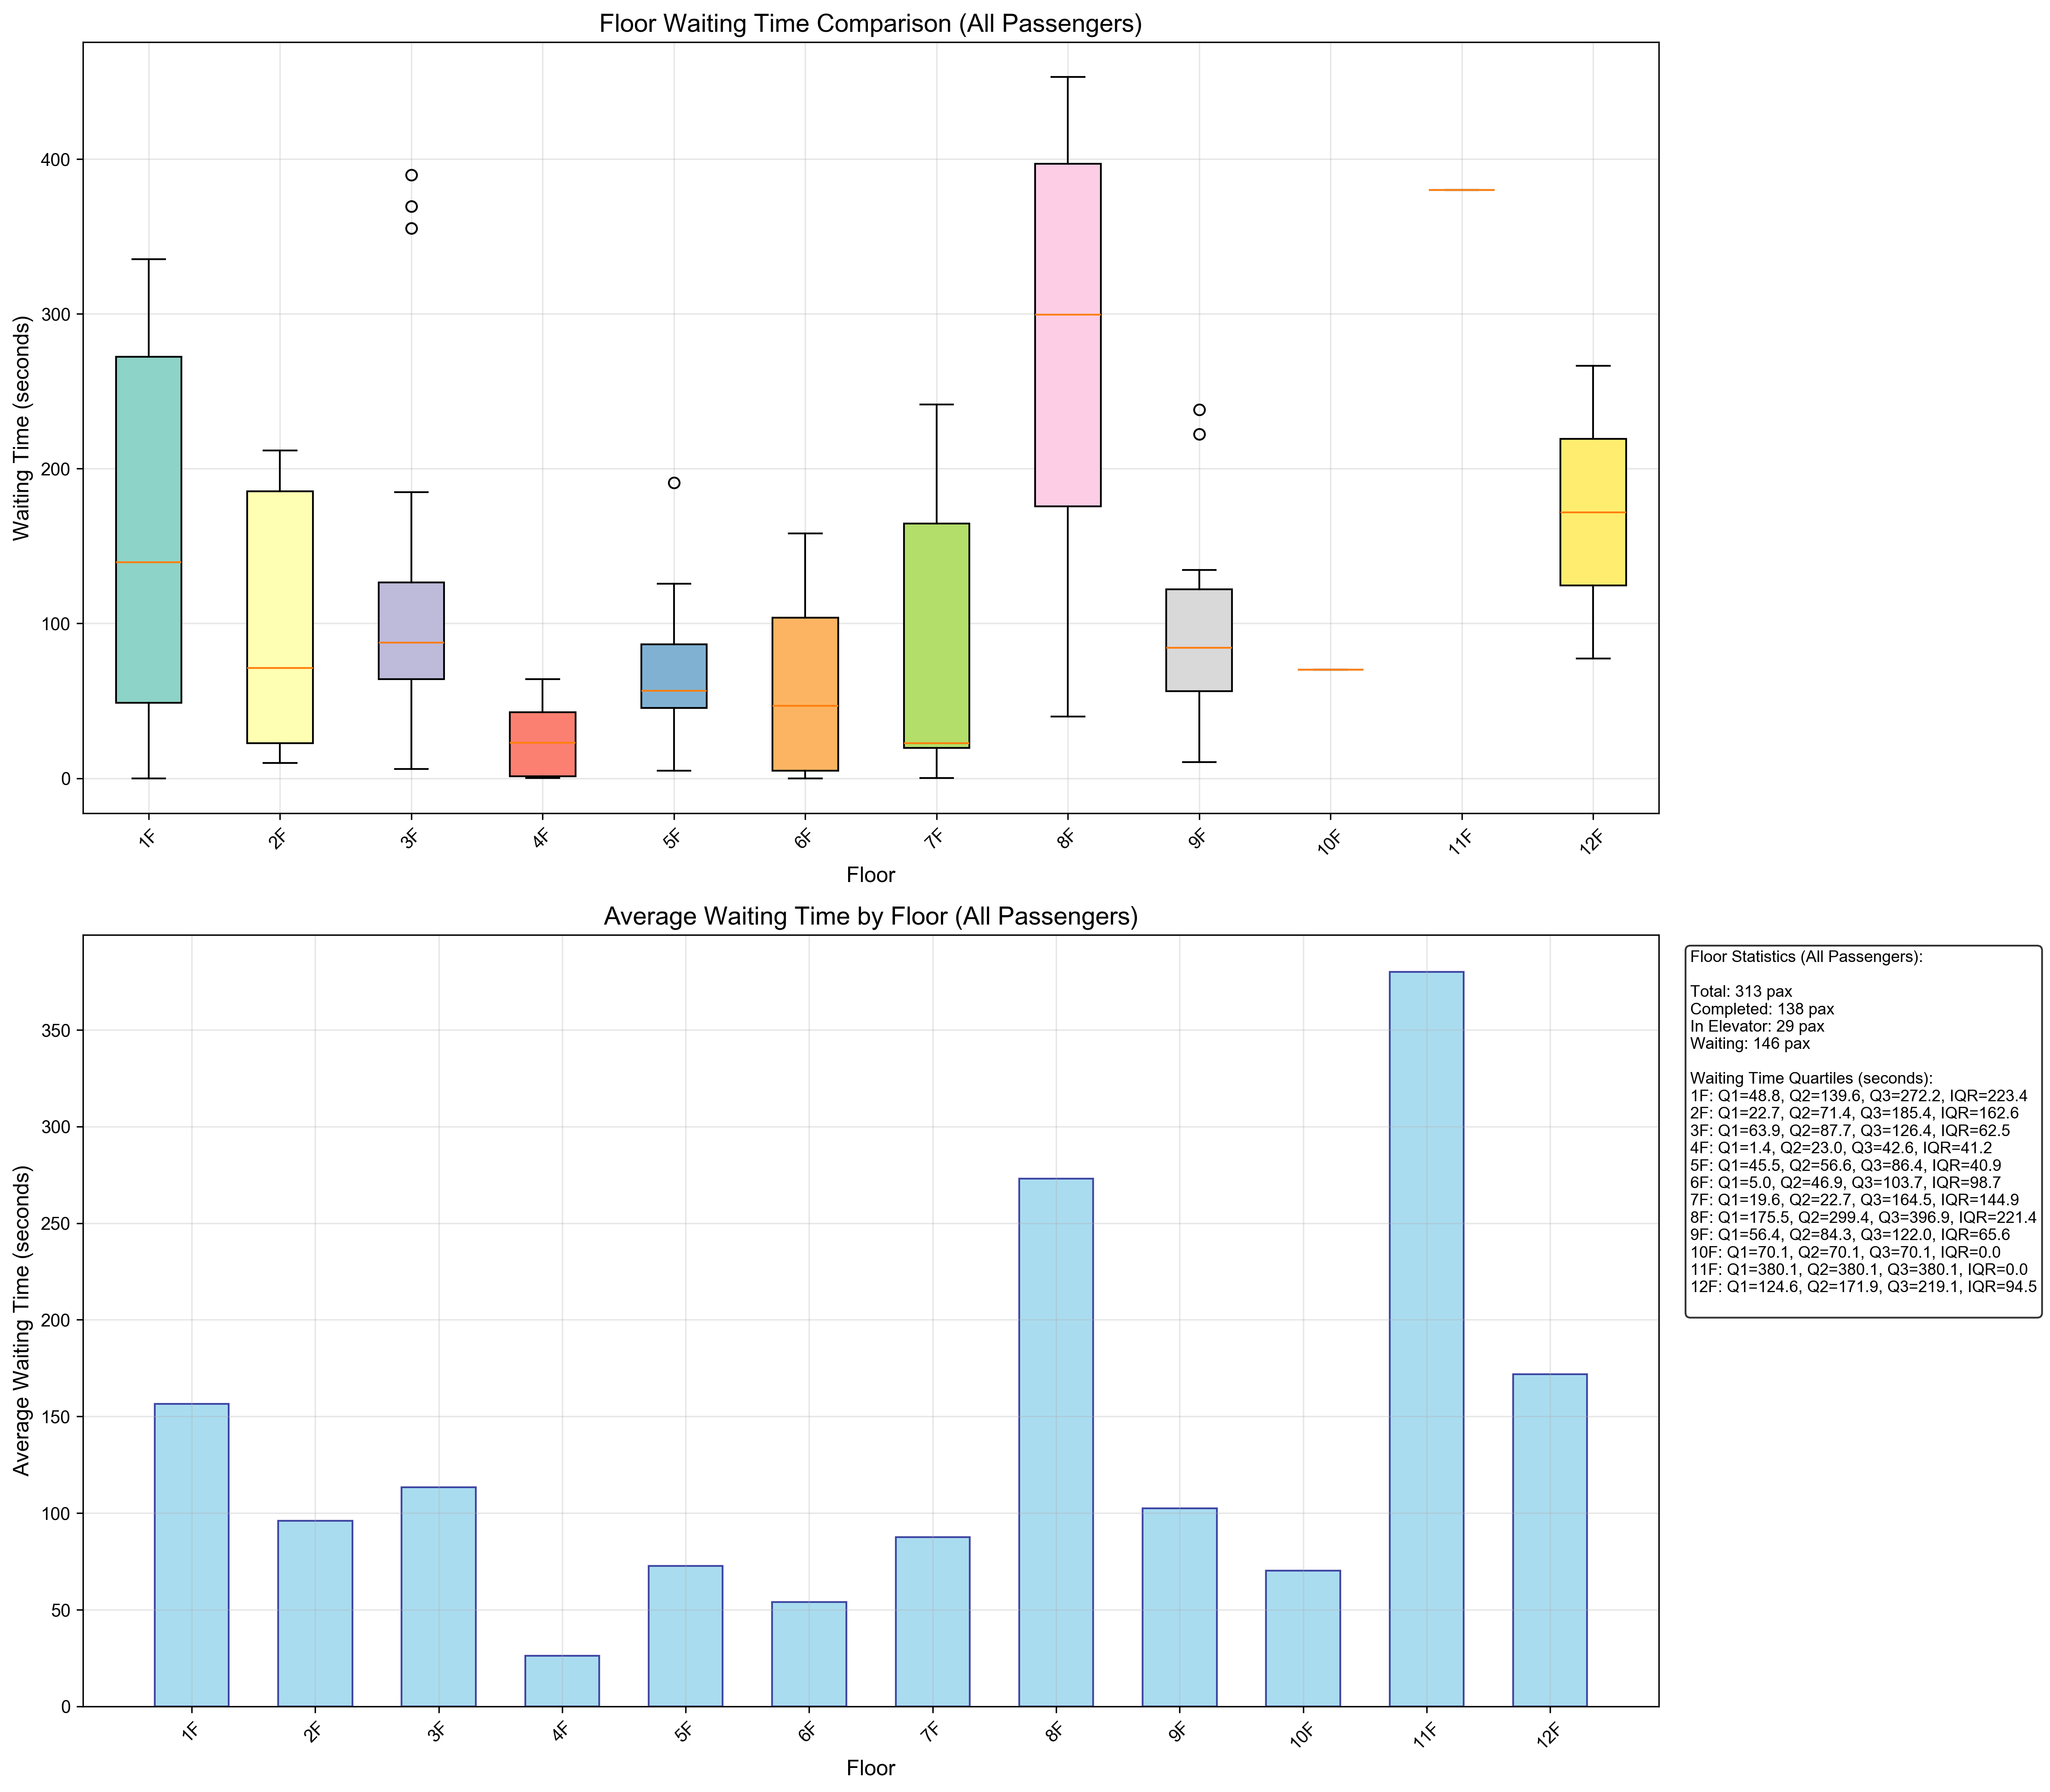 Floor Waiting Time Comparison (All Passengers)
Waiting Time (seconds)
400
300
200
100
0
1F
2F
3F
4F
5F
6F
7F
8F
9F
10F
11F
12F
Floor
Average Waiting Time by Floor (All Passengers)
Average Waiting Time (seconds)
350
300
250
200
150
100
50
0
1F
2F
3F
4F
5F
6F
7F
8F
9F
10F
11F
12F
Floor
Floor Statistics (All Passengers):
Total: 313 pax
Completed: 138 pax
In Elevator: 29 pax
Waiting: 146 pax
Waiting Time Quartiles (seconds):
1F: Q1=48.8, Q2=139.6, Q3=272.2, IQR=223.4
2F: Q1=22.7, Q2=71.4, Q3=185.4, IQR=162.6
3F: Q1=63.9, Q2=87.7, Q3=126.4, IQR=62.5
4F: Q1=1.4, Q2=23.0, Q3=42.6, IQR=41.2
5F: Q1=45.5, Q2=56.6, Q3=86.4, IQR=40.9
6F: Q1=5.0, Q2=46.9, Q3=103.7, IQR=98.7
7F: Q1=19.6, Q2=22.7, Q3=164.5, IQR=144.9
8F: Q1=175.5, Q2=299.4, Q3=396.9, IQR=221.4
9F: Q1=56.4, Q2=84.3, Q3=122.0, IQR=65.6
10F: Q1=70.1, Q2=70.1, Q3=70.1, IQR=0.0
11F: Q1=380.1, Q2=380.1, Q3=380.1, IQR=0.0
12F: Q1=124.6, Q2=171.9, Q3=219.1, IQR=94.5